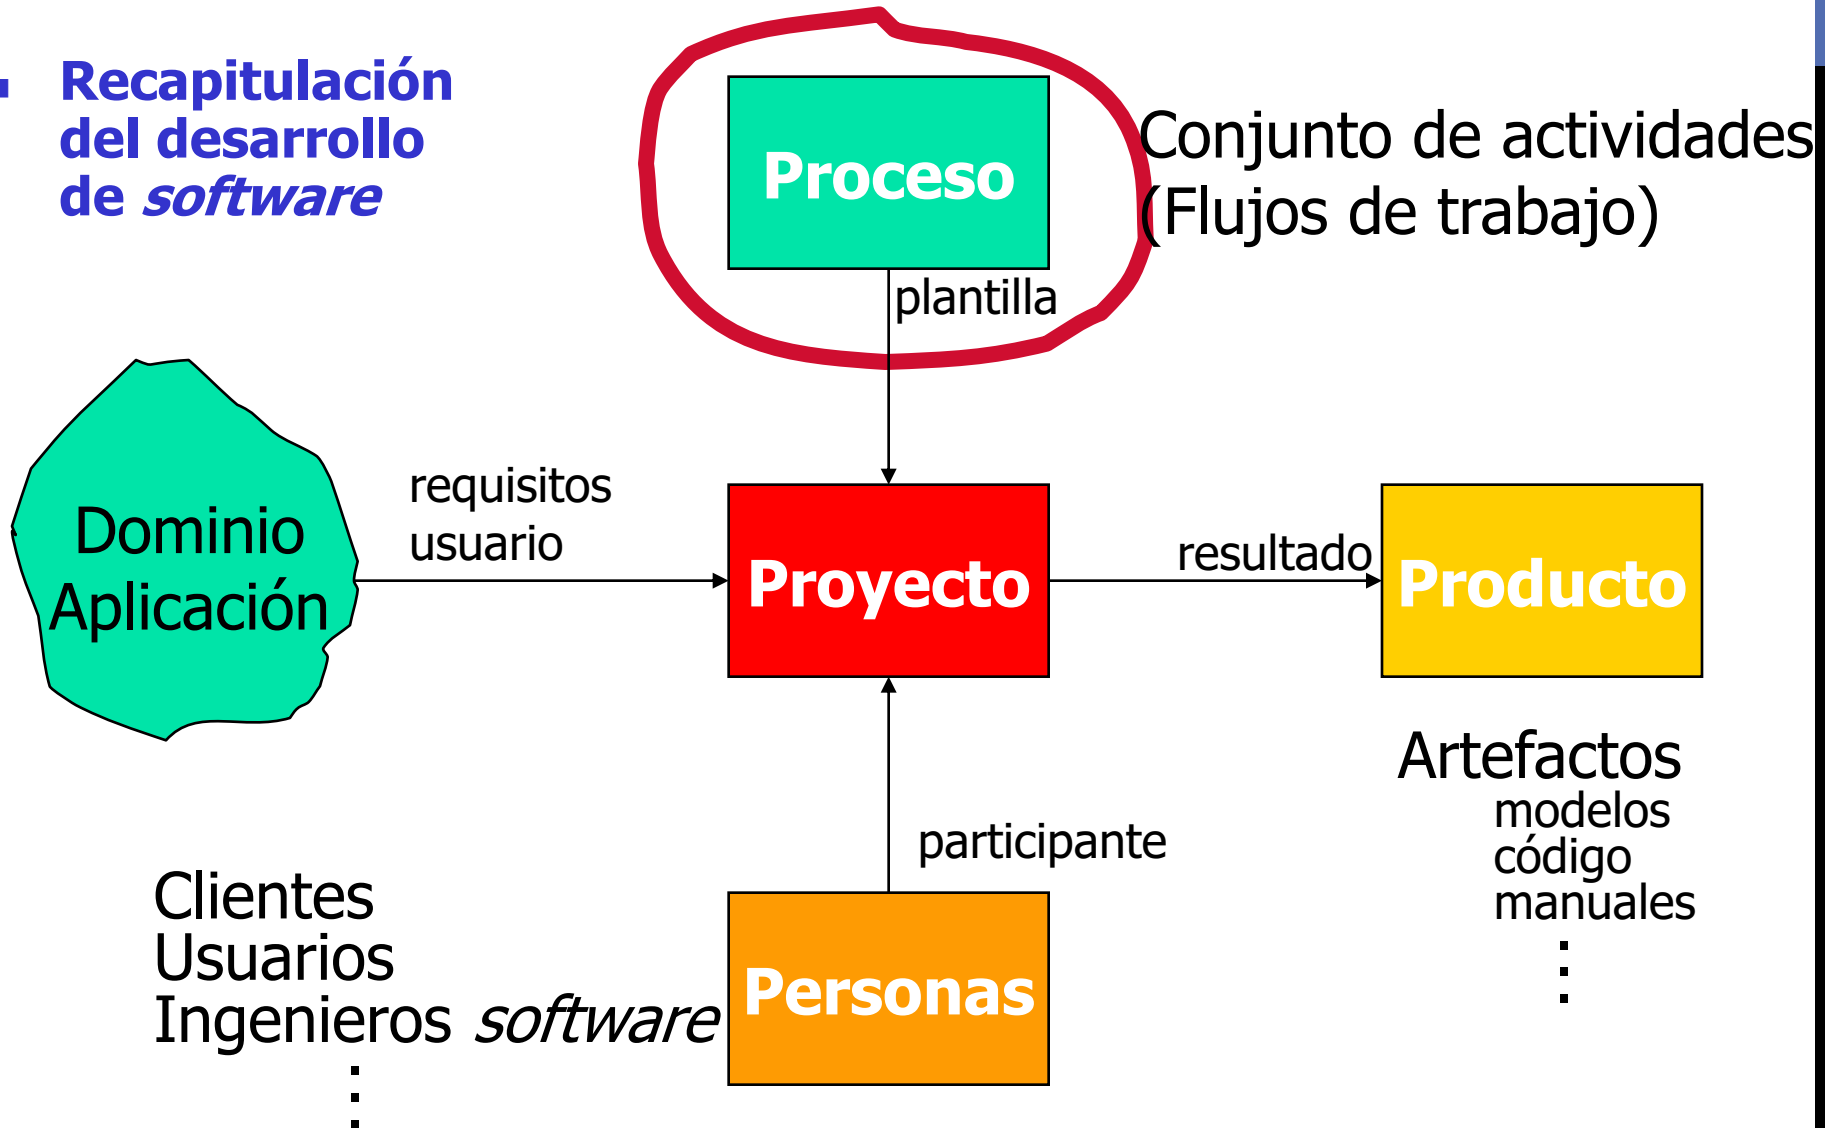 Recapitulación
del desarrollo
de software
Proceso
Conjunto de actividades
(Flujos de trabajo)
plantilla
Dominio
Aplicación
requisitos
usuario
Proyecto
resultado
Producto
Artefactos
modelos
código
manuales
participante
Clientes
Usuarios
Ingenieros software
Personas